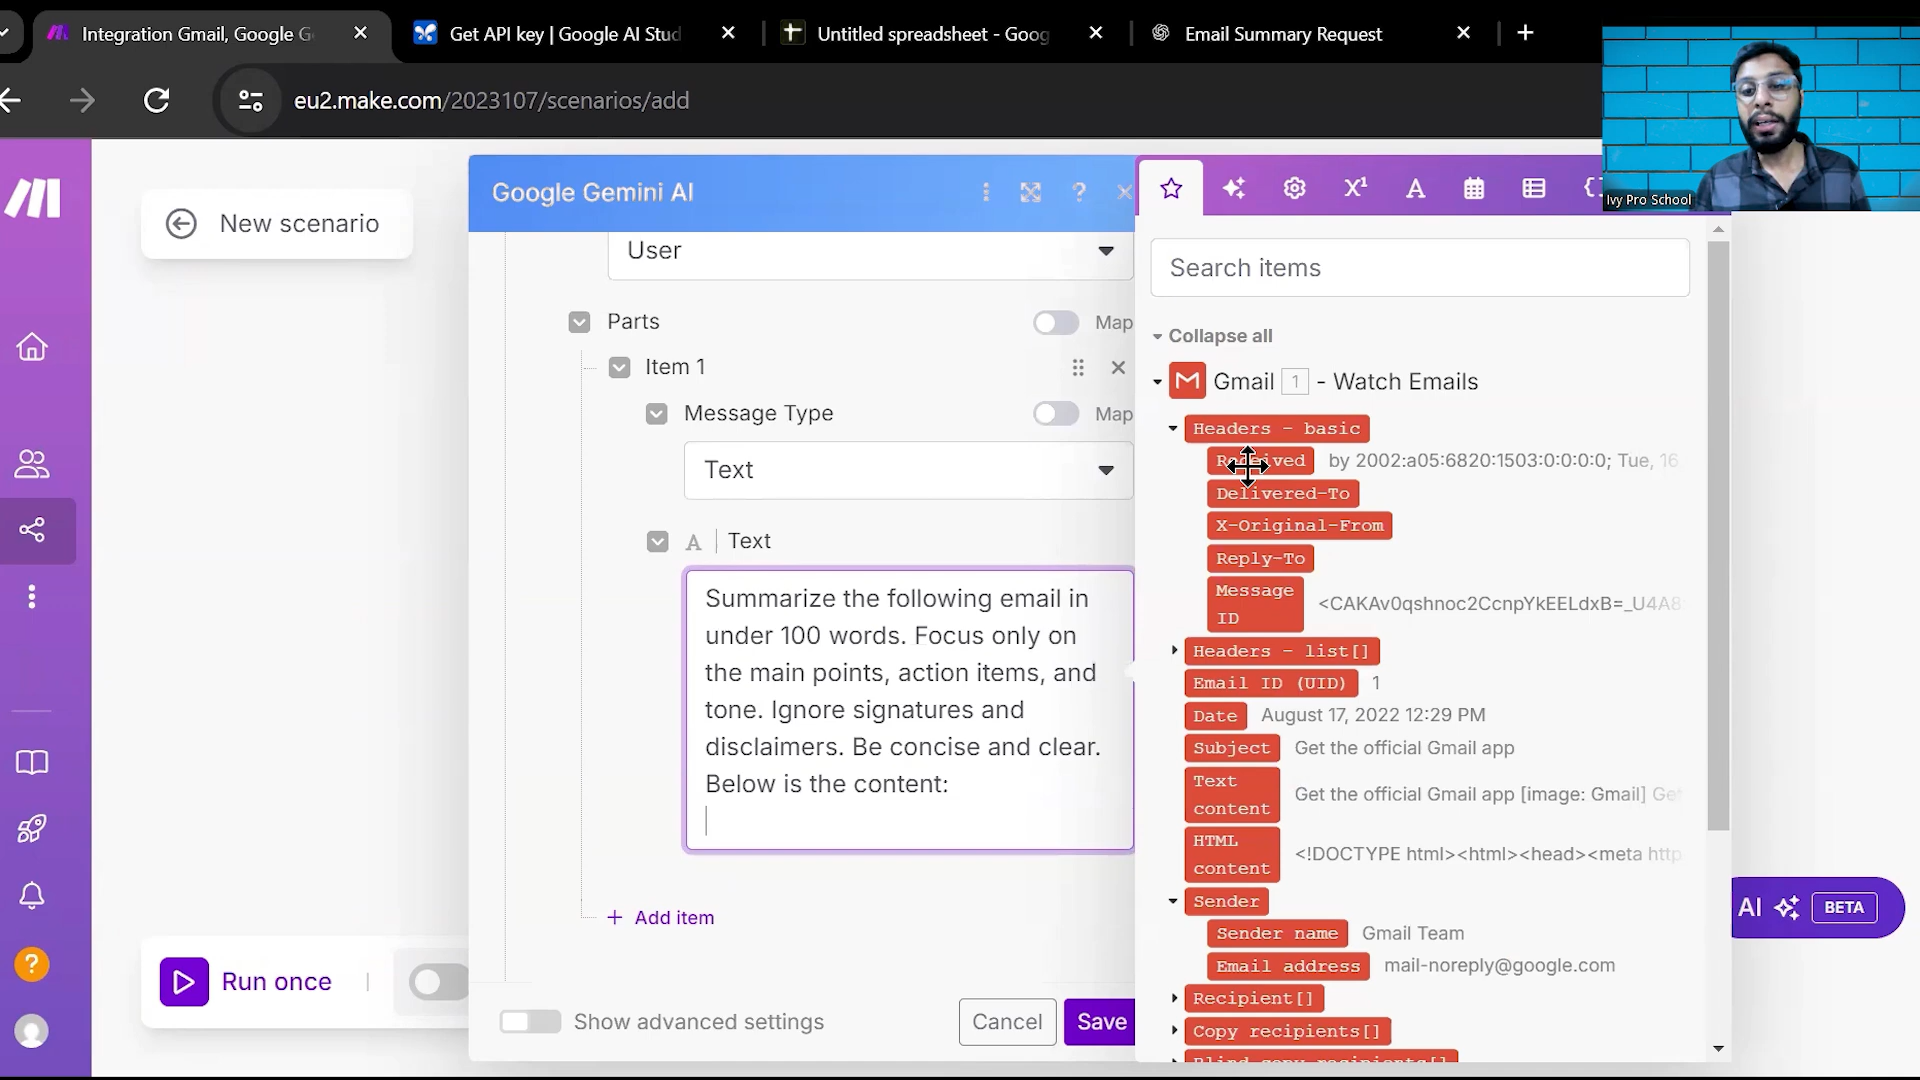 Integration Gmail, Google G
Get API key | Google AI Stud
Untitled spreadsheet - Goog
Email Summary Request
eu2.make.com/2023107/scenarios/add
Ivy Pro School
New scenario
Google Gemini AI
User
Parts
Map
Item 1
Message Type
Map
Text
A | Text
Summarize the following email in
under 100 words. Focus only on
the main points, action items, and
tone. Ignore signatures and
disclaimers. Be concise and clear.
Below is the content:
+ Add item
Show advanced settings
Cancel
Save
Run once
Search items
Collapse all
Gmail 1 - Watch Emails
Headers - basic
Received by 2002:a05:6820:1503:0:0:0:0; Tue, 16
Delivered-To
X-Original-From
Reply-To
Message
ID
<CAKAv0qshnoc2CcnpYkEELdxB=_U4A8
Headers - list[]
Email ID (UID) 1
Date August 17, 2022 12:29 PM
Subject Get the official Gmail app
Text
content
Get the official Gmail app [image: Gmail] Ge
HTML
content
<!DOCTYPE html><html><head><meta http
Sender
Sender name Gmail Team
Email address mail-noreply@google.com
Recipient[]
Copy recipients[]
Blind copy recipients[]
AI BETA